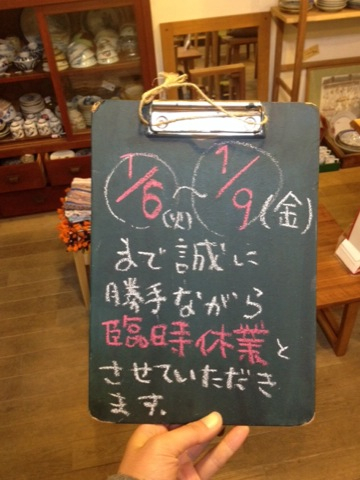 1/6(火)~1/9(金)
まで誠に
勝手ながら
臨時休業と
させていただき
ます.